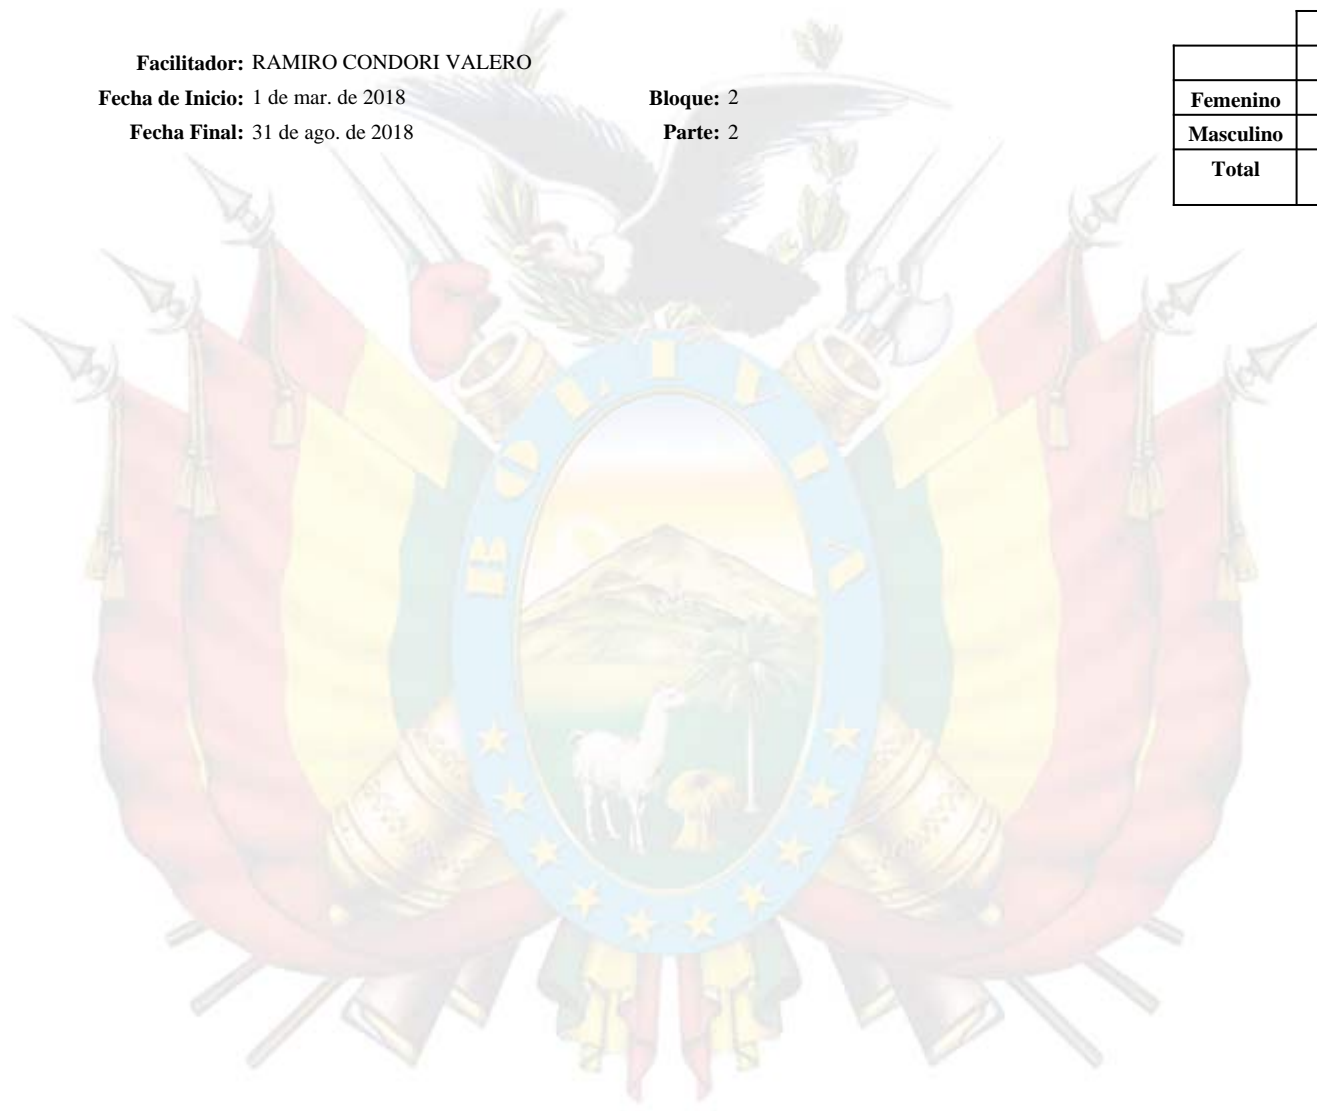 Facilitador: RAMIRO CONDORI VALERO
Fecha de Inicio: 1 de mar. de 2018 Bloque: 2
Fecha Final: 31 de ago. de 2018 Parte: 2
Femenino
Masculino
Total
BOLIVIA